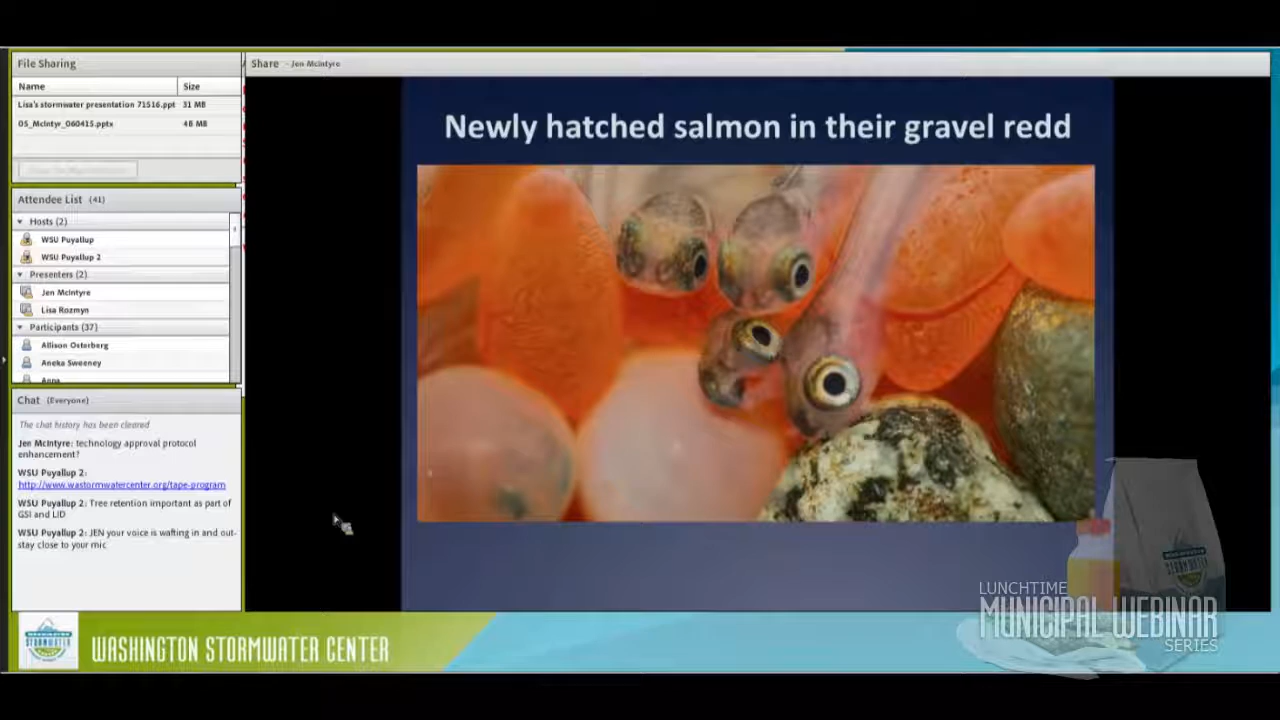 File Sharing
Name Size
Lisa's stormwater presentation 71516.ppt 31 MB
05_McIntyr_060415.pptx 48 MB
Attendee List (41)
Hosts (2)
WSU Puyallup
WSU Puyallup 2
Presenters (2)
Jen McIntyre
Lisa Rozmyn
Participants (37)
Allison Osterberg
Aneka Sweeney
Anna
Chat (Everyone)
The chat history has been cleared
Jen McIntyre: technology approval protocol
enhancement?
WSU Puyallup 2:
http://www.wastormwatercenter.org/tape-program
WSU Puyallup 2: Tree retention important as part of
GSI and LID
WSU Puyallup 2: JEN your voice is wafting in and out-
stay close to your mic
Share - Jen McIntyre
Newly hatched salmon in their gravel redd
WASHINGTON STORMWATER CENTER
LUNCHTIME
MUNICIPAL WEBINAR
SERIES